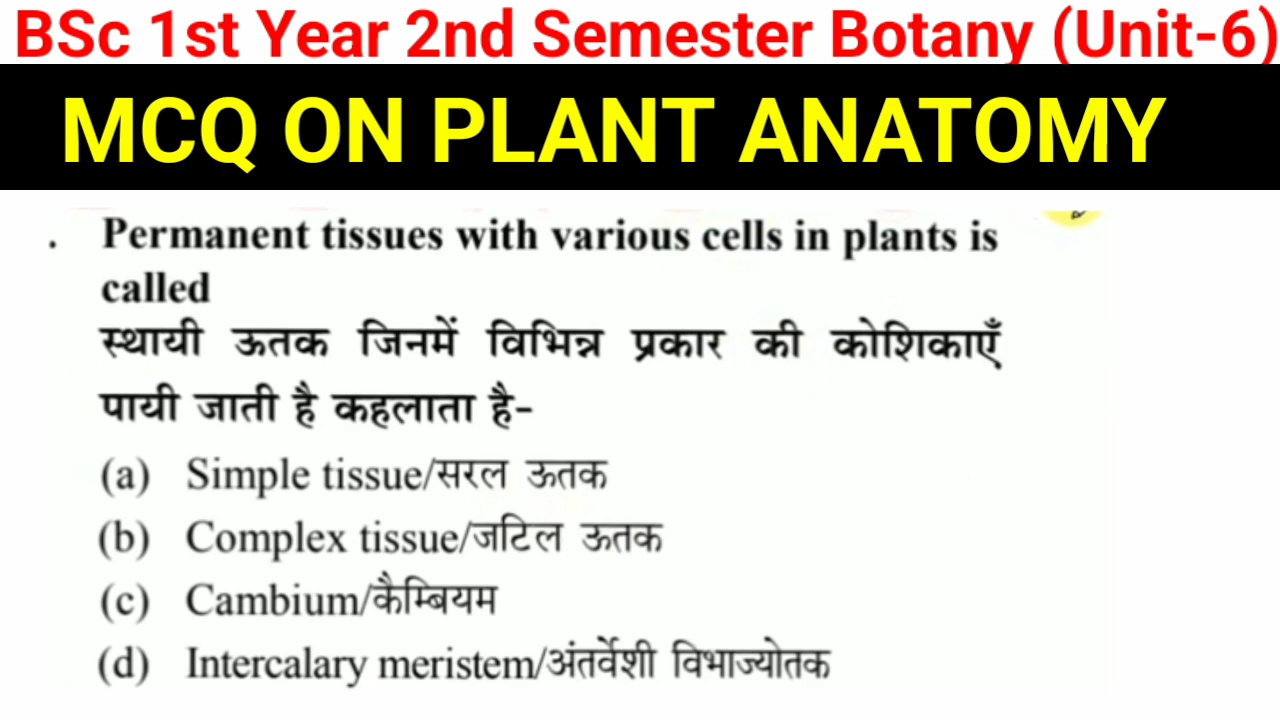 BSc 1st Year 2nd Semester Botany (Unit-6)
MCQ ON PLANT ANATOMY
. Permanent tissues with various cells in plants is
called
स्थायी ऊतक जिनमें विभिन्न प्रकार की कोशिकाएँ
पायी जाती है कहलाता है-
(a) Simple tissue/सरल ऊतक
(b) Complex tissue/जटिल ऊतक
(c) Cambium/कैम्बियम
(d) Intercalary meristem/अंतर्वेशी विभाज्योतक